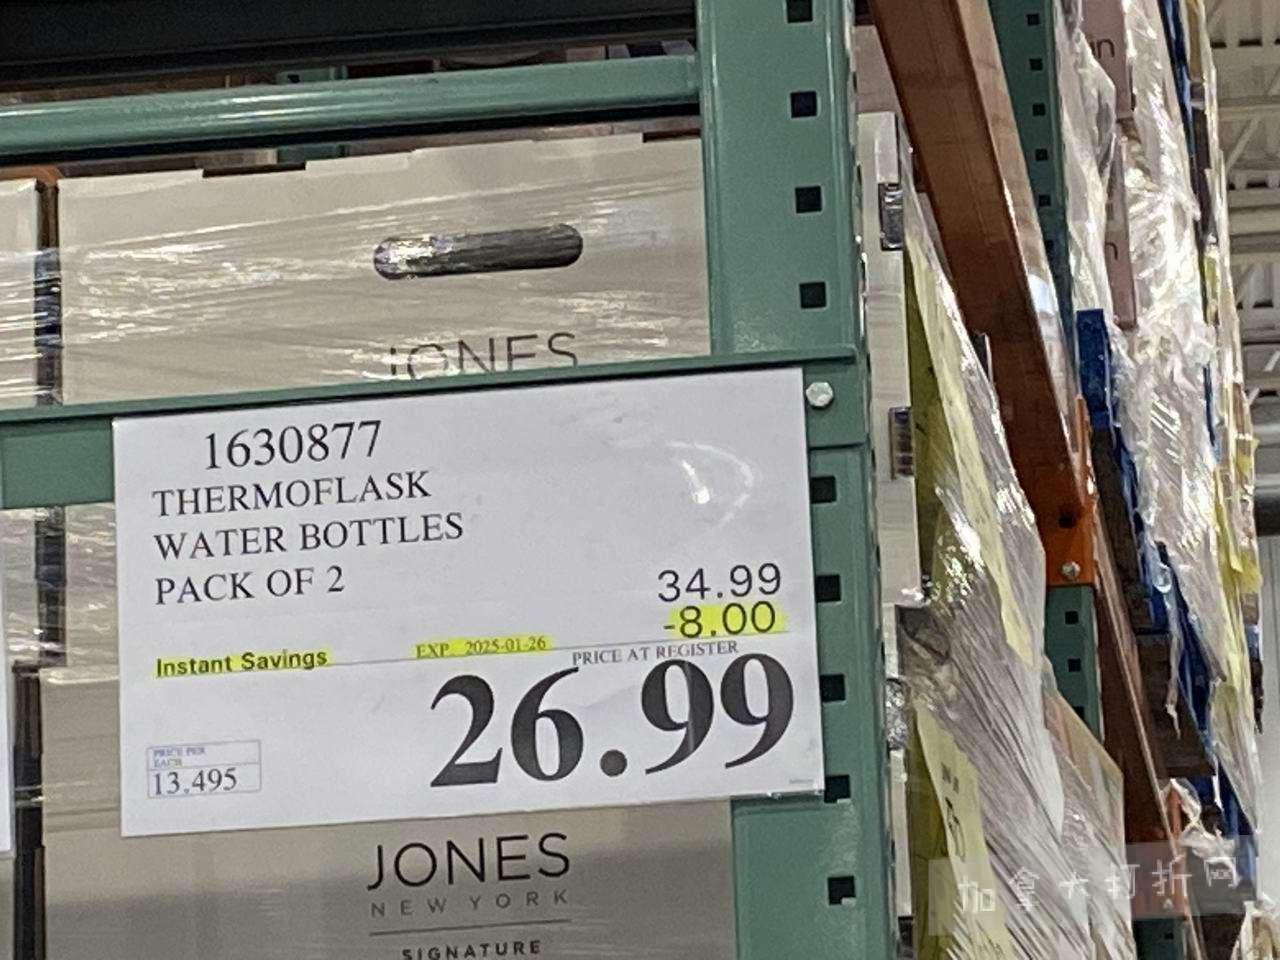 JONES
1630877
THERMOFLASK
WATER BOTTLES
PACK OF 2
34.99
-8.00
Instant Savings EXP. 2025-01-26 PRICE AT REGISTER
26.99
PRICE PER
EACH
13.495
JONES
NEW YORK
SIGNATURE
加拿大打折网